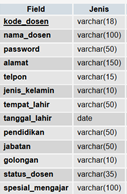 Field Jenis
kode_dosen varchar(18)
nama_dosen varchar(100)
password varchar(50)
alamat varchar(150)
telpon varchar(15)
jenis_kelamin varchar(10)
tempat_lahir varchar(50)
tanggal_lahir date
pendidikan varchar(50)
jabatan varchar(50)
golongan varchar(10)
status_dosen varchar(35)
spesial_mengajar varchar(100)